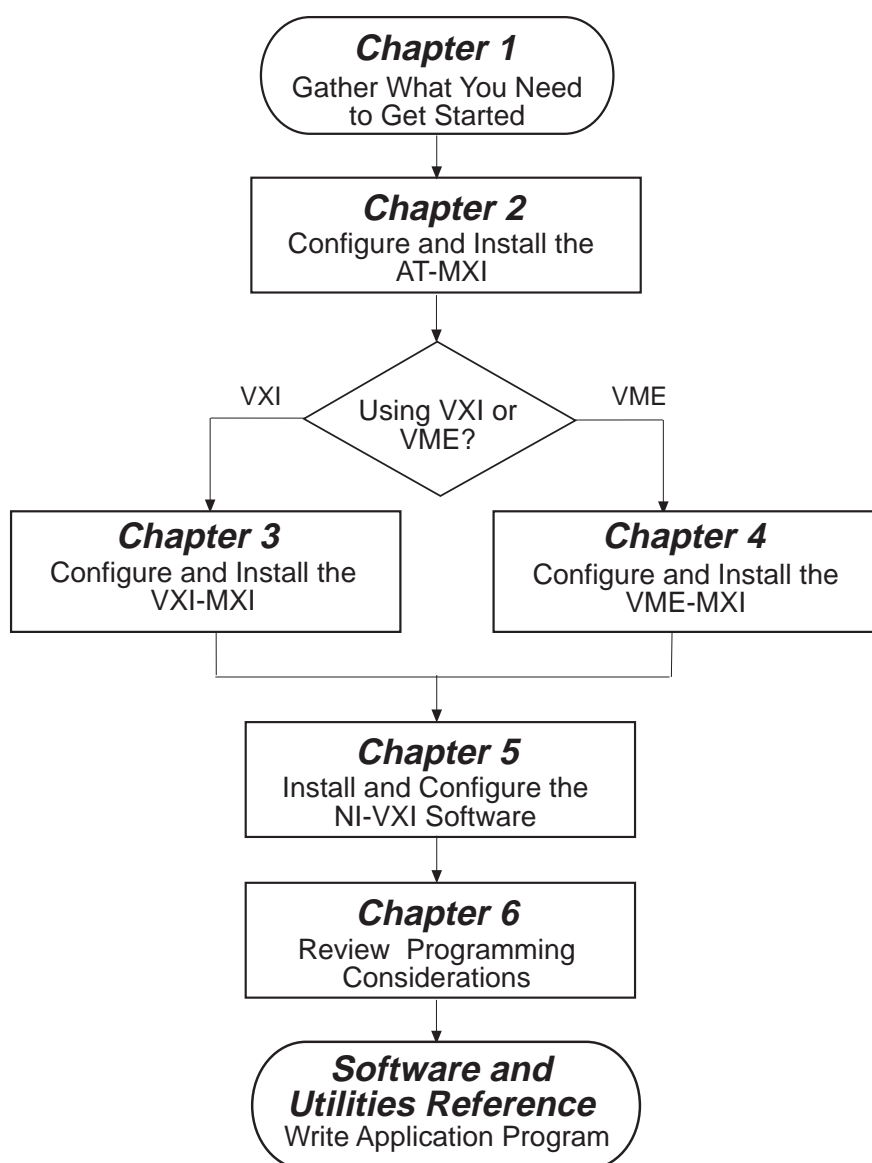 Chapter 1
Gather What You Need
to Get Started
Chapter 2
Configure and Install the
AT-MXI
Using VXI or
VME?
VXI
VME
Chapter 3
Configure and Install the
VXI-MXI
Chapter 4
Configure and Install the
VME-MXI
Chapter 5
Install and Configure the
NI-VXI Software
Chapter 6
Review Programming
Considerations
Software and
Utilities Reference
Write Application Program